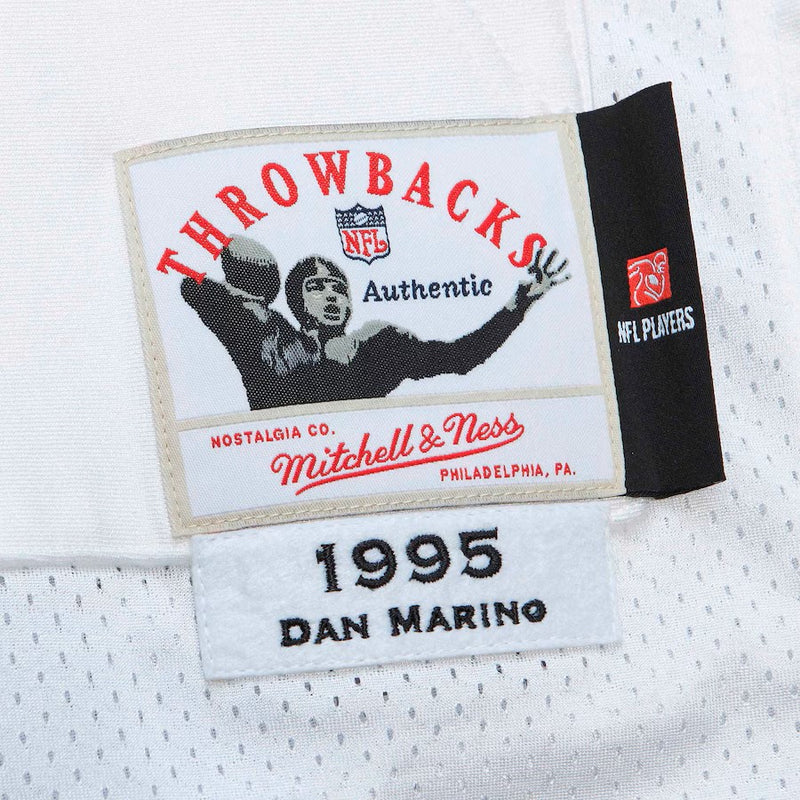 THROWBACKS
NFL
Authentic
NFL PLAYERS
NOSTALGIA CO.
Mitchell & Ness
PHILADELPHIA, PA.
1995
DAN MARINO